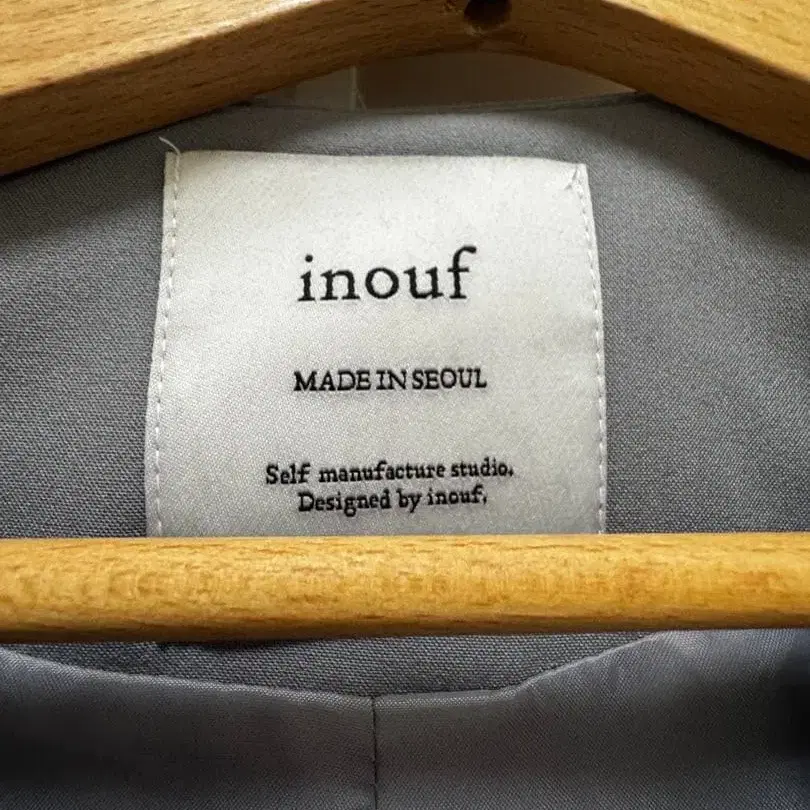 inouf
MADE IN SEOUL
Self manufacture studio.
Designed by inouf.